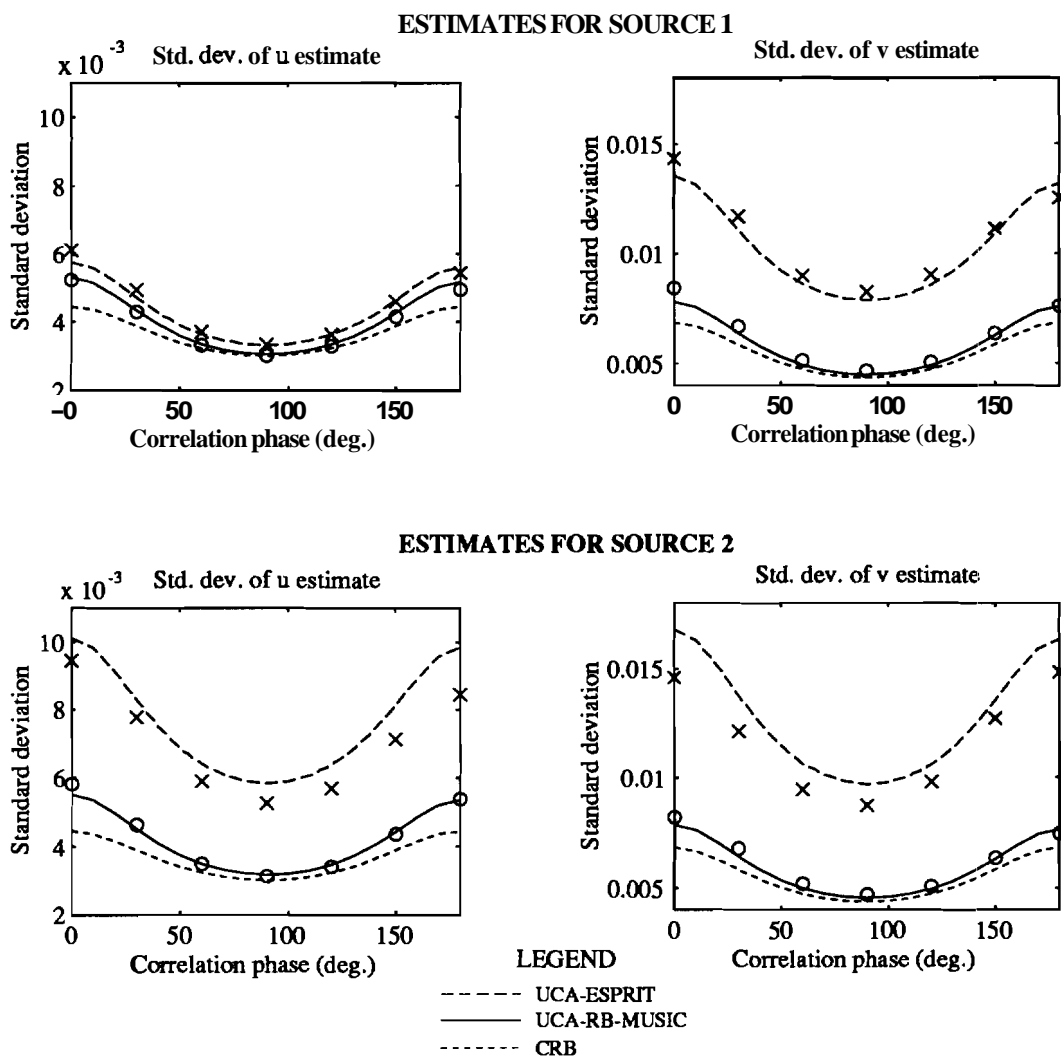 ESTIMATES FOR SOURCE 1
Std. dev. of u estimate
x 10⁻³
10
8
6
4
2
Standard deviation
−0 50 100 150
Correlation phase (deg.)
Std. dev. of v estimate
0.015
0.01
0.005
Standard deviation
0 50 100 150
Correlation phase (deg.)
ESTIMATES FOR SOURCE 2
Std. dev. of u estimate
x 10⁻³
10
8
6
4
2
Standard deviation
0 50 100 150
Correlation phase (deg.)
Std. dev. of v estimate
0.015
0.01
0.005
Standard deviation
0 50 100 150
Correlation phase (deg.)
LEGEND
UCA-ESPRIT
UCA-RB-MUSIC
CRB